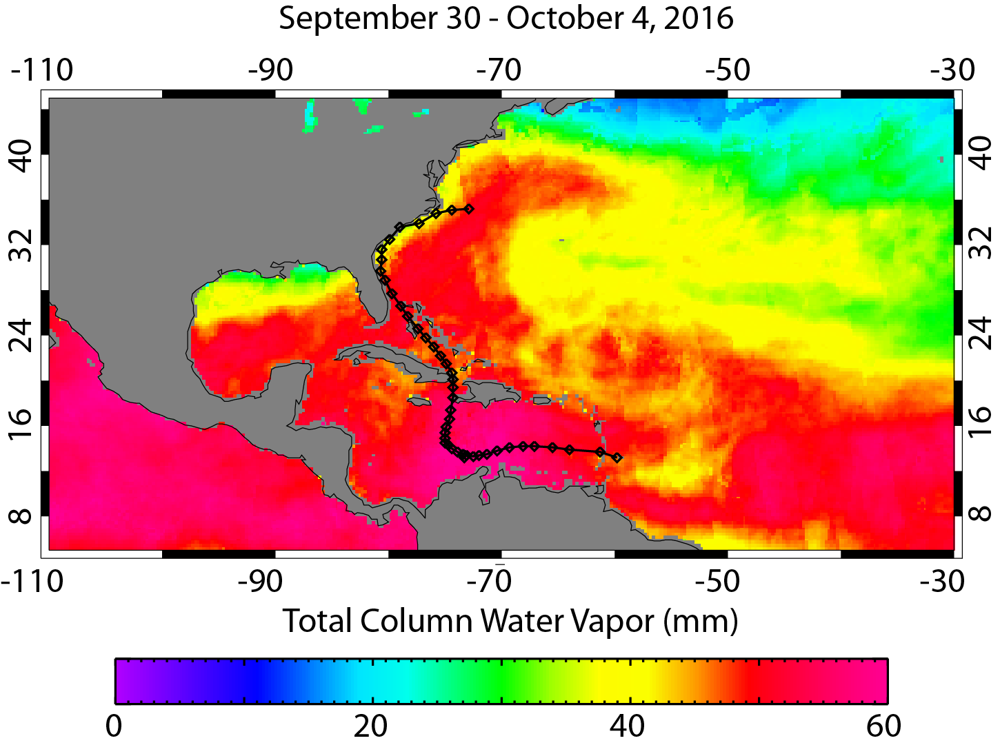 September 30 - October 4, 2016
-110 -90 -70 -50 -30
40 40
32 32
24 24
16 16
8 8
-110 -90 -70 -50 -30
Total Column Water Vapor (mm)
0 20 40 60